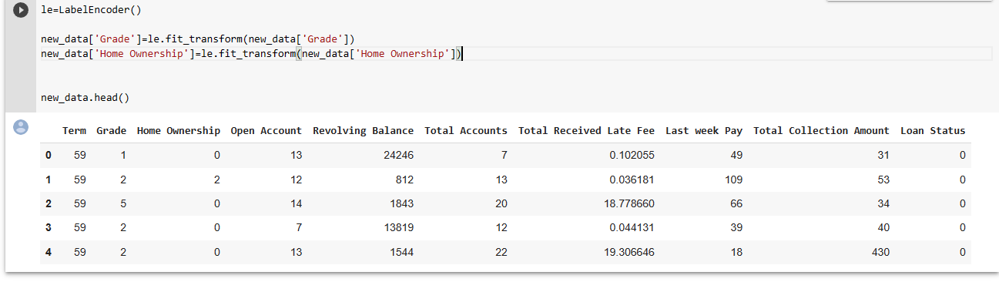 le=LabelEncoder()
new_data['Grade']=le.fit_transform(new_data['Grade'])
new_data['Home Ownership']=le.fit_transform(new_data['Home Ownership'])
new_data.head()
Term Grade Home Ownership Open Account Revolving Balance Total Accounts Total Received Late Fee Last week Pay Total Collection Amount Loan Status
0 59 1 0 13 24246 7 0.102055 49 31 0
1 59 2 2 12 812 13 0.036181 109 53 0
2 59 5 0 14 1843 20 18.778660 66 34 0
3 59 2 0 7 13819 12 0.044131 39 40 0
4 59 2 0 13 1544 22 19.306646 18 430 0